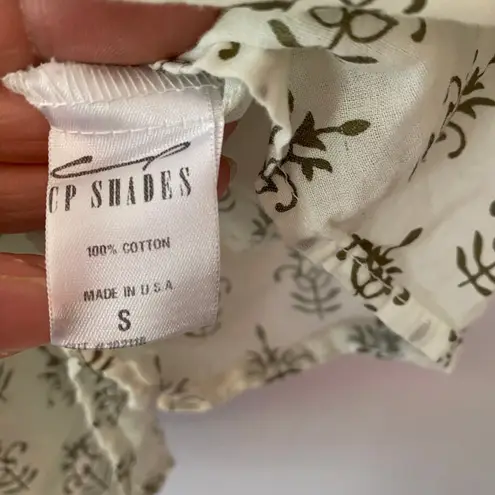 CP SHADES
100% COTTON
MADE IN U.S.A.
S